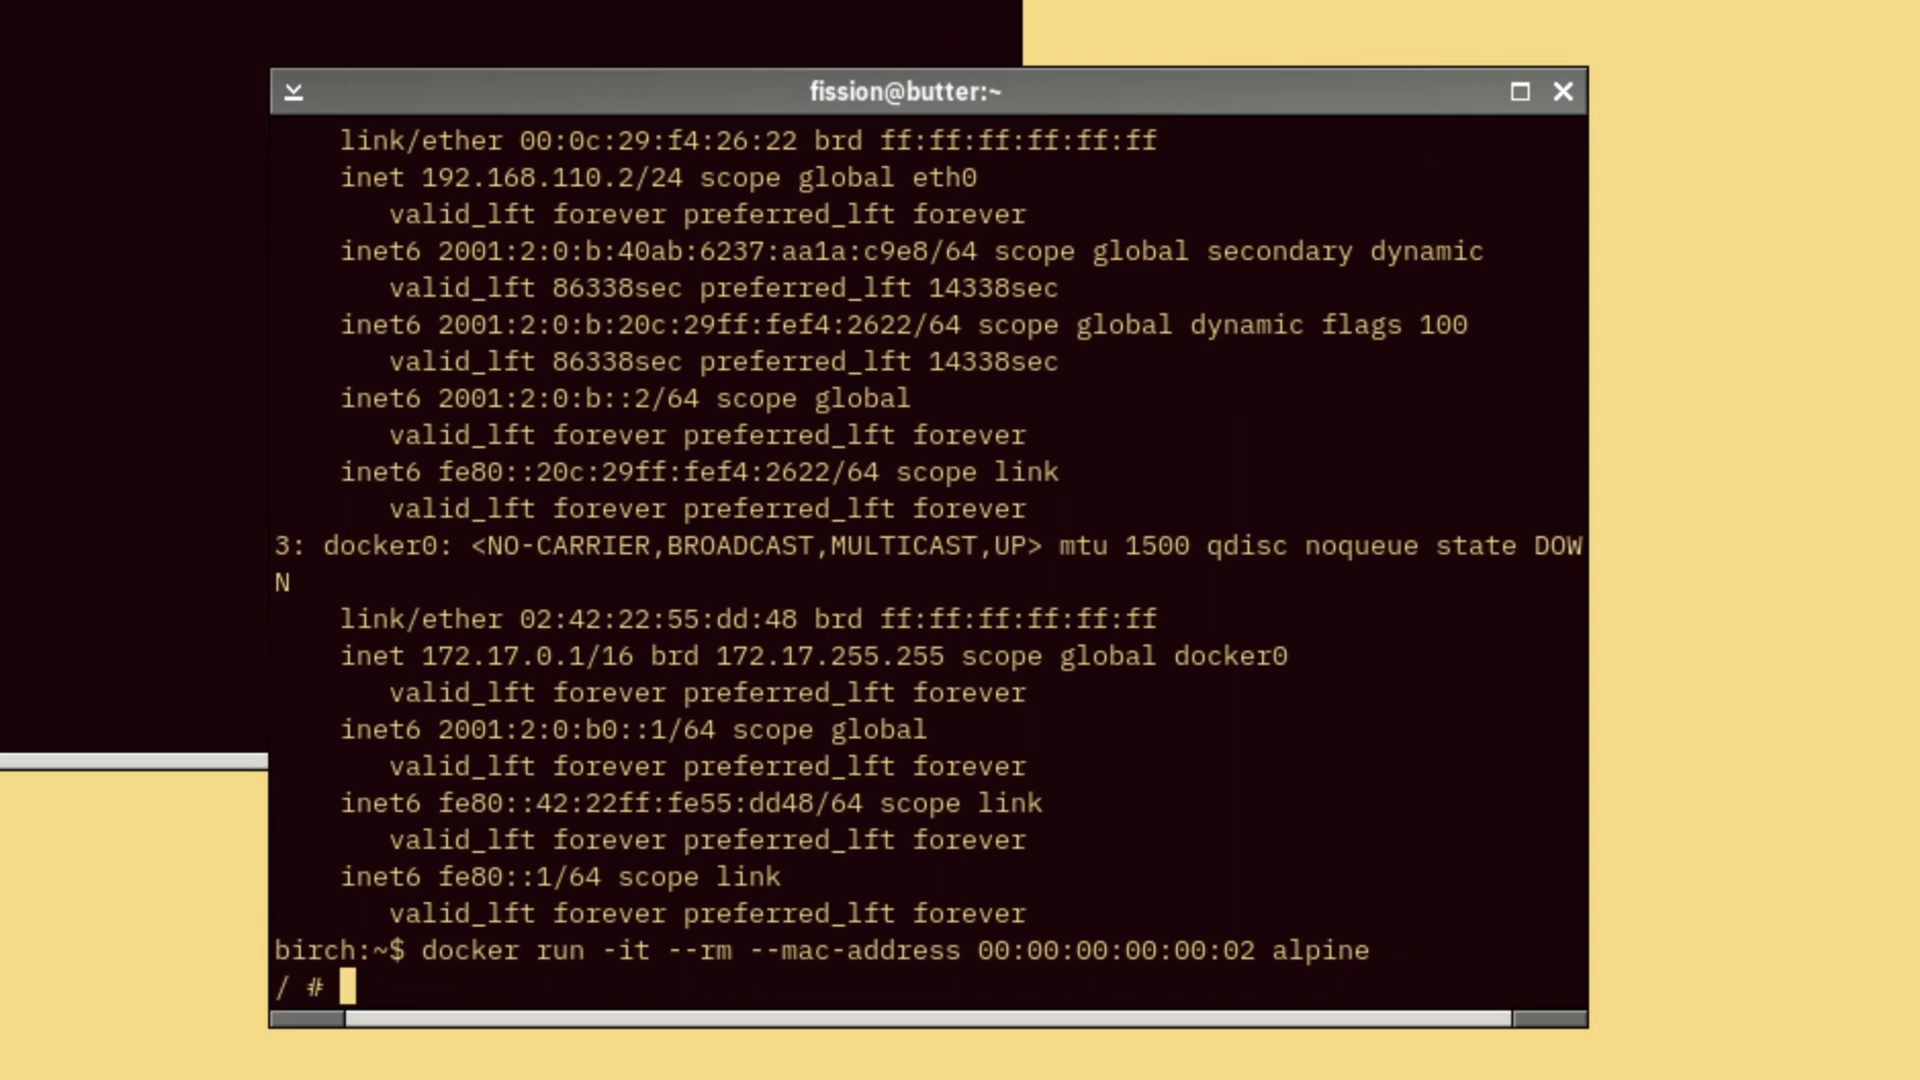 fission@butter:~
link/ether 00:0c:29:f4:26:22 brd ff:ff:ff:ff:ff:ff
inet 192.168.110.2/24 scope global eth0
valid_lft forever preferred_lft forever
inet6 2001:2:0:b:40ab:6237:aa1a:c9e8/64 scope global secondary dynamic
valid_lft 86338sec preferred_lft 14338sec
inet6 2001:2:0:b:20c:29ff:fef4:2622/64 scope global dynamic flags 100
valid_lft 86338sec preferred_lft 14338sec
inet6 2001:2:0:b::2/64 scope global
valid_lft forever preferred_lft forever
inet6 fe80::20c:29ff:fef4:2622/64 scope link
valid_lft forever preferred_lft forever
3: docker0: <NO-CARRIER,BROADCAST,MULTICAST,UP> mtu 1500 qdisc noqueue state DOW
N
link/ether 02:42:22:55:dd:48 brd ff:ff:ff:ff:ff:ff
inet 172.17.0.1/16 brd 172.17.255.255 scope global docker0
valid_lft forever preferred_lft forever
inet6 2001:2:0:b0::1/64 scope global
valid_lft forever preferred_lft forever
inet6 fe80::42:22ff:fe55:dd48/64 scope link
valid_lft forever preferred_lft forever
inet6 fe80::1/64 scope link
valid_lft forever preferred_lft forever
birch:~$ docker run -it --rm --mac-address 00:00:00:00:00:02 alpine
/ #